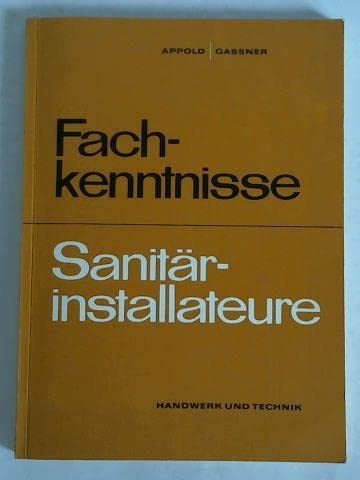 APPOLD | GASSNER
Fach-
kenntnisse
Sanitär-
installateure
HANDWERK UND TECHNIK